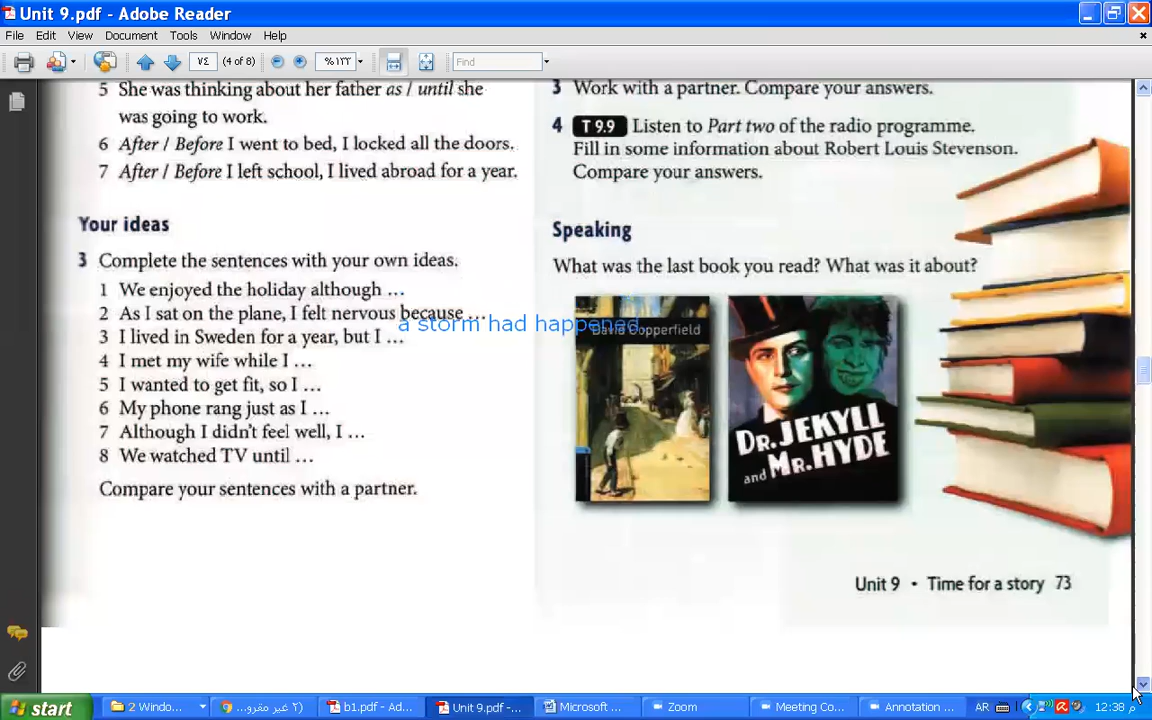 Unit 9.pdf - Adobe Reader
File Edit View Document Tools Window Help
٧٤ (4 of 8) %١٣٣ Find
5 She was thinking about her father as / until she
was going to work.
6 After / Before I went to bed, I locked all the doors.
7 After / Before I left school, I lived abroad for a year.
Your ideas
3 Complete the sentences with your own ideas.
1 We enjoyed the holiday although …
2 As I sat on the plane, I felt nervous because …
a storm had happened.
3 I lived in Sweden for a year, but I …
4 I met my wife while I …
5 I wanted to get fit, so I …
6 My phone rang just as I …
7 Although I didn't feel well, I …
8 We watched TV until …
Compare your sentences with a partner.
3 Work with a partner. Compare your answers.
4 T 9.9 Listen to Part two of the radio programme.
Fill in some information about Robert Louis Stevenson.
Compare your answers.
Speaking
What was the last book you read? What was it about?
David Copperfield
DR. JEKYLL
and MR. HYDE
Unit 9 • Time for a story 73
start 2 Windo... (٢) غير مقرو... b1.pdf - Ad... Unit 9.pdf -... Microsoft ... Zoom Meeting Co... Annotation ... AR 12:38 م